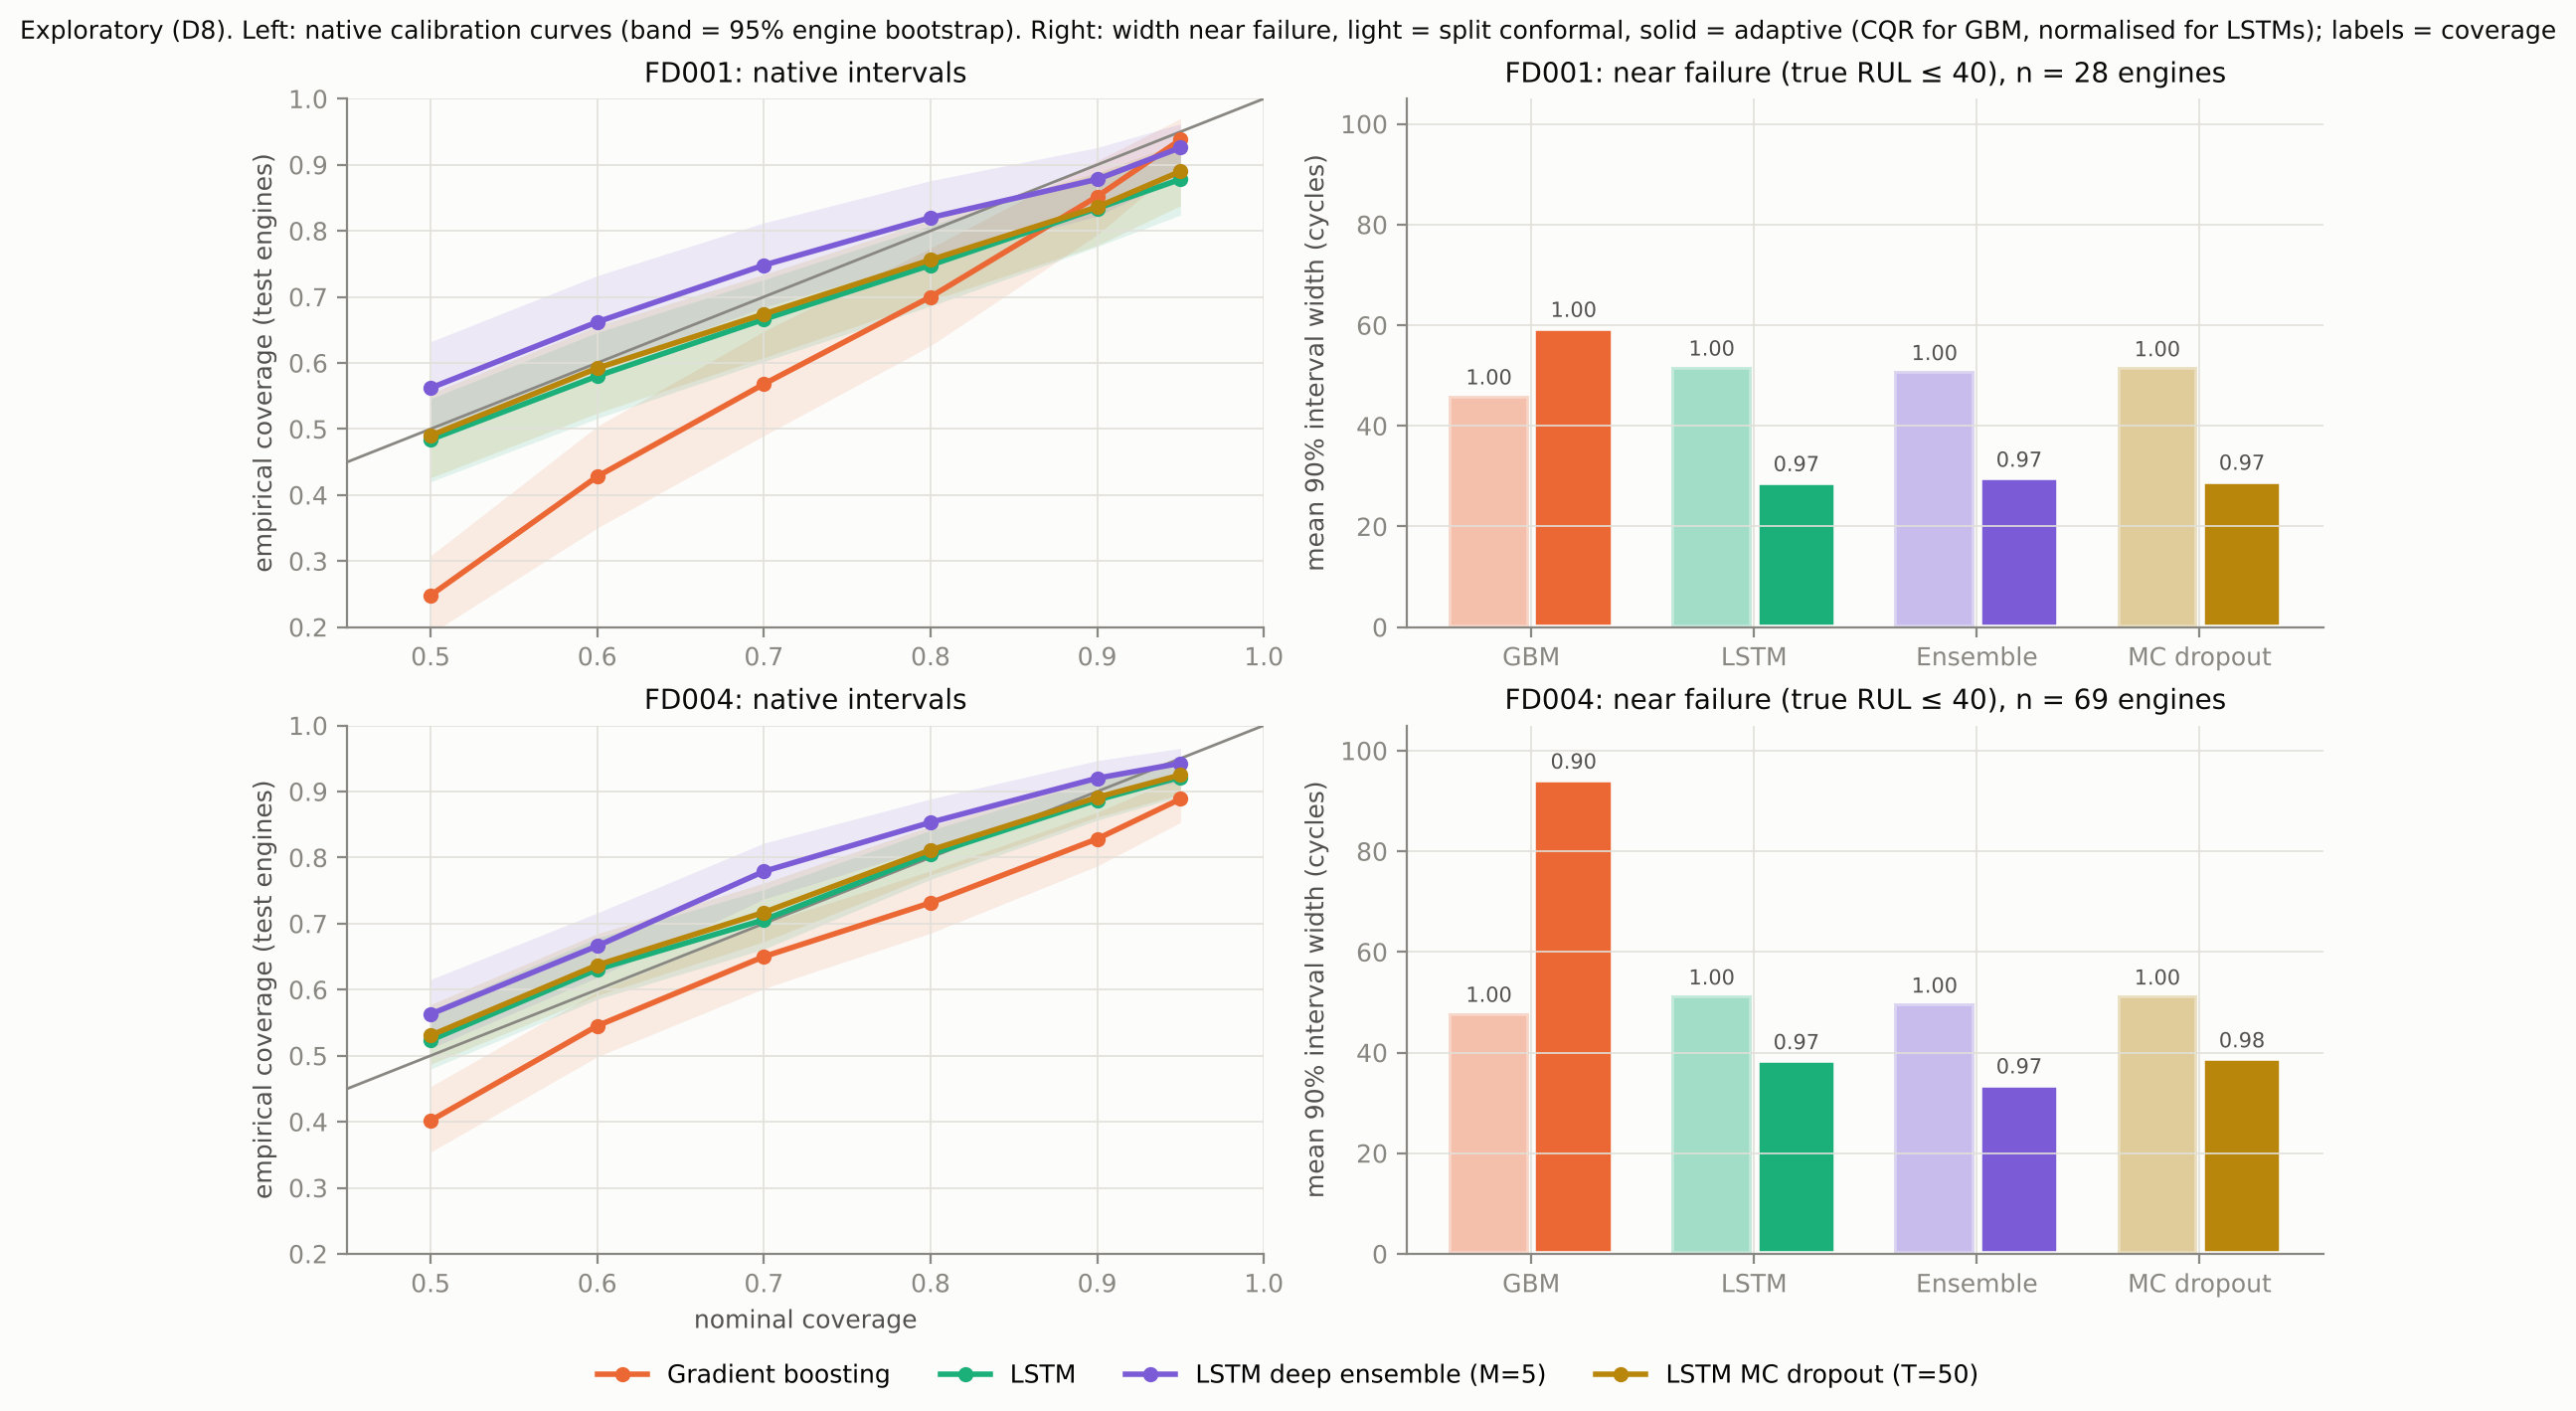 Exploratory (D8). Left: native calibration curves (band = 95% engine bootstrap). Right: width near failure, light = split conformal, solid = adaptive (CQR for GBM, normalised for LSTMs); labels = coverage
FD001: native intervals
1.0
0.9
0.8
0.7
0.6
0.5
0.4
0.3
0.2
empirical coverage (test engines)
0.5 0.6 0.7 0.8 0.9 1.0
FD001: near failure (true RUL ≤ 40), n = 28 engines
100
80
60
40
20
0
mean 90% interval width (cycles)
1.00 1.00 1.00 0.97 1.00 0.97 1.00 0.97
GBM LSTM Ensemble MC dropout
FD004: native intervals
1.0
0.9
0.8
0.7
0.6
0.5
0.4
0.3
0.2
empirical coverage (test engines)
0.5 0.6 0.7 0.8 0.9 1.0
nominal coverage
FD004: near failure (true RUL ≤ 40), n = 69 engines
100
80
60
40
20
0
mean 90% interval width (cycles)
1.00 0.90 1.00 0.97 1.00 0.97 1.00 0.98
GBM LSTM Ensemble MC dropout
Gradient boosting LSTM LSTM deep ensemble (M=5) LSTM MC dropout (T=50)